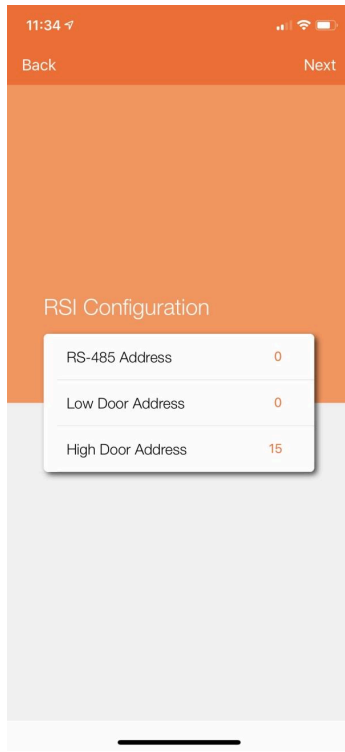 11:34
Back Next
RSI Configuration
RS-485 Address 0
Low Door Address 0
High Door Address 15